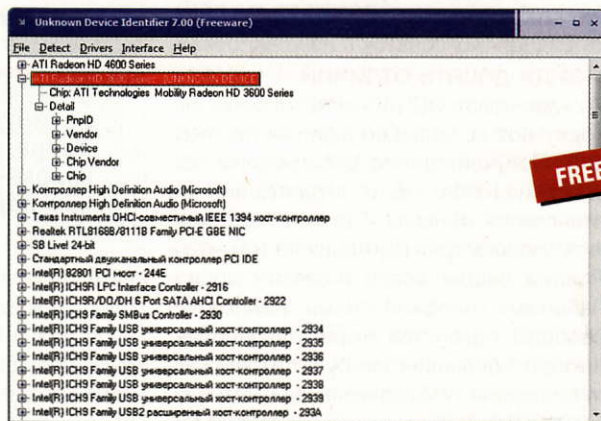 Unknown Device Identifier 7.00 (Freeware)
File Detect Drivers Interface Help
ATI Radeon HD 4600 Series
ATI Radeon HD 3600 Series (UNKNOWN DEVICE)
Chip: ATI Technologies Mobility Radeon HD 3600 Series
Detail
PnpID
Vendor
Device
Chip Vendor
Chip
Контроллер High Definition Audio (Microsoft)
Контроллер High Definition Audio (Microsoft)
Texas Instruments OHCI-совместимый IEEE 1394 хост-контроллер
Realtek RTL8168B/8111B Family PCI-E GBE NIC
SB Live! 24-bit
Стандартный двухканальный контроллер PCI IDE
Intel(R) 82801 PCI мост - 244E
Intel(R) ICH9R LPC Interface Controller - 2916
Intel(R) ICH9R/DO/DH 6 Port SATA AHCI Controller - 2922
Intel(R) ICH9 Family SMBus Controller - 2930
Intel(R) ICH9 Family USB универсальный хост-контроллер - 2934
Intel(R) ICH9 Family USB универсальный хост-контроллер - 2935
Intel(R) ICH9 Family USB универсальный хост-контроллер - 2936
Intel(R) ICH9 Family USB универсальный хост-контроллер - 2937
Intel(R) ICH9 Family USB универсальный хост-контроллер - 2938
Intel(R) ICH9 Family USB универсальный хост-контроллер - 2939
Intel(R) ICH9 Family USB2 расширенный хост-контроллер - 293A
FREE